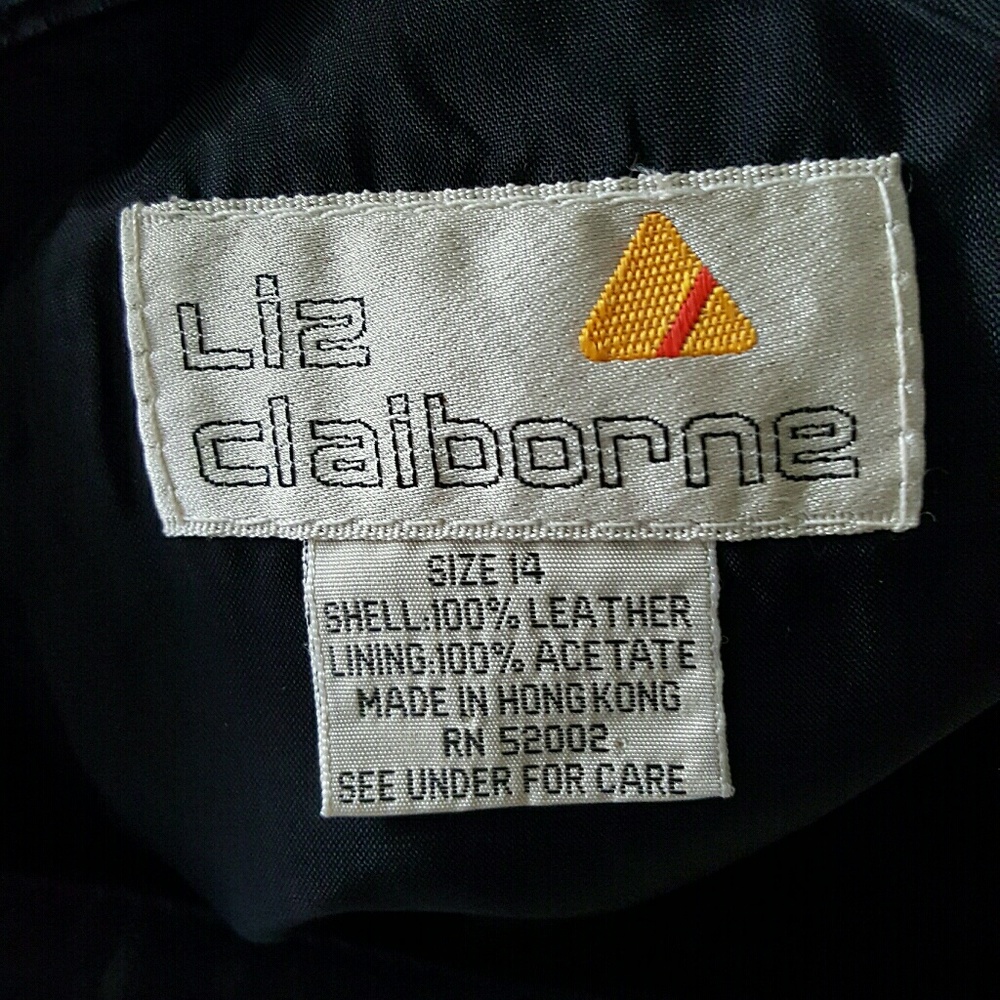 Liz
claiborne
SIZE 14
SHELL:100% LEATHER
LINING:100% ACETATE
MADE IN HONG KONG
RN 52002
SEE UNDER FOR CARE